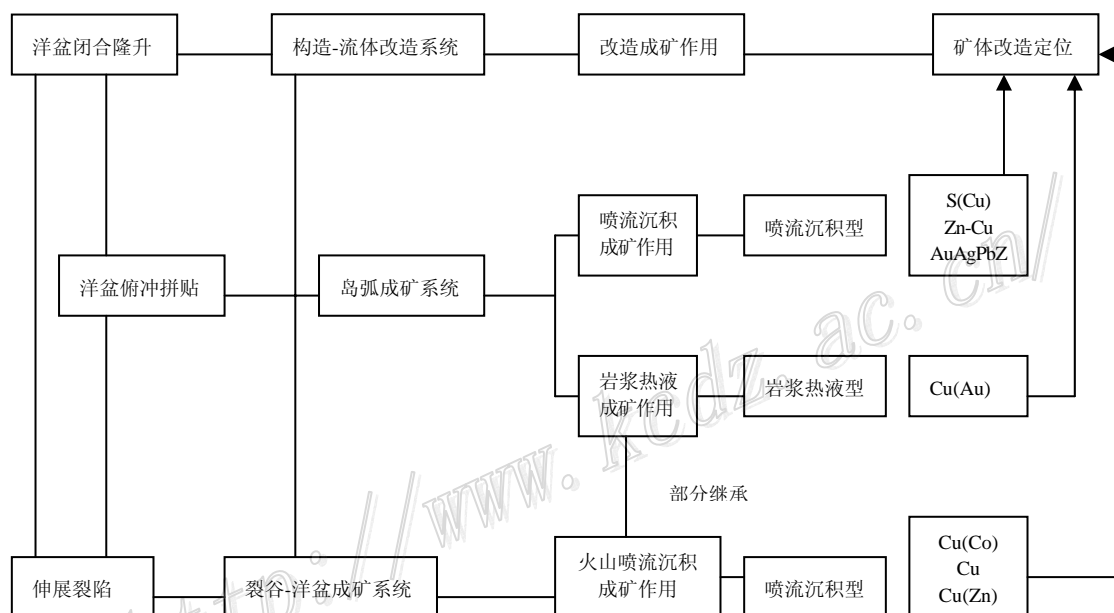 洋盆闭合隆升
构造-流体改造系统
改造成矿作用
矿体改造定位
S(Cu)
Zn-Cu
AuAgPbZ
喷流沉积
成矿作用
喷流沉积型
洋盆俯冲拼贴
岛弧成矿系统
岩浆热液
成矿作用
岩浆热液型
Cu(Au)
部分继承
伸展裂陷
裂谷-洋盆成矿系统
火山喷流沉积
成矿作用
喷流沉积型
Cu(Co)
Cu
Cu(Zn)
http://www.kcdz.ac.cn/